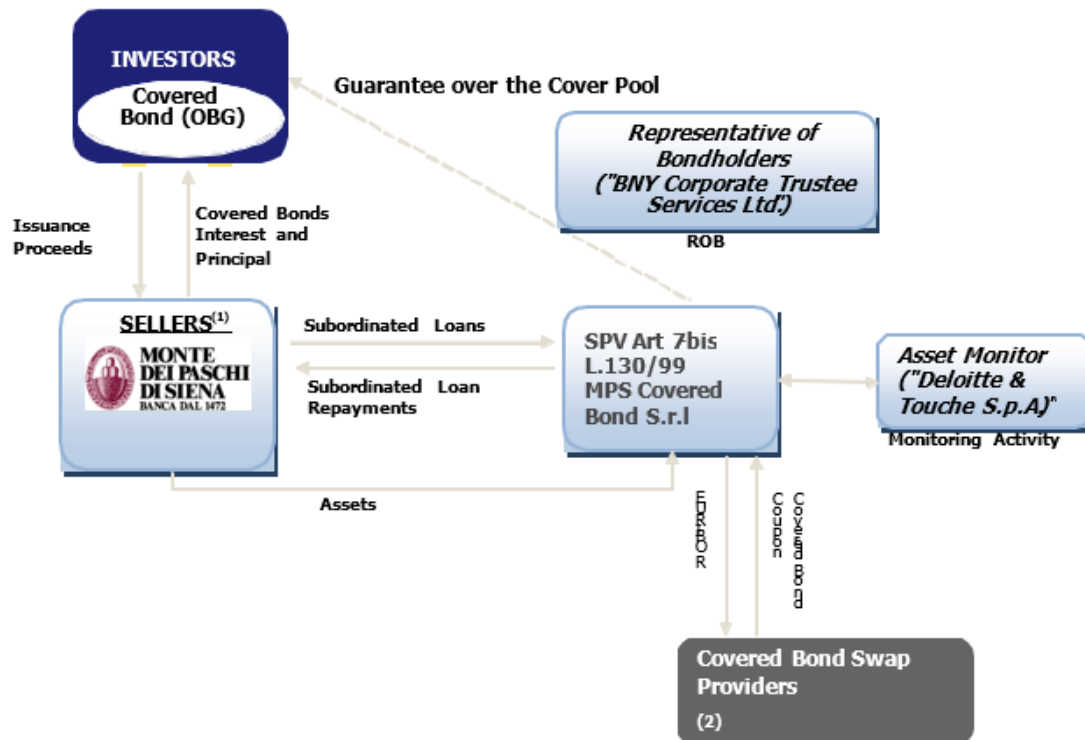 INVESTORS
Covered
Bond (OBG)
Guarantee over the Cover Pool
Representative of
Bondholders
("BNY Corporate Trustee
Services Ltd".)
ROB
Issuance
Proceeds
Covered Bonds
Interest and
Principal
SELLERS(1)
MONTE
DEI PASCHI
DI SIENA
BANCA DAL 1472
Subordinated Loans
Subordinated Loan
Repayments
SPV Art 7bis
L.130/99
MPS Covered
Bond S.r.l
Asset Monitor
("Deloitte &
Touche S.p.A)"
Monitoring Activity
Assets
EURIBOR
Covered Bond
Coupon
Covered Bond Swap
Providers
(2)